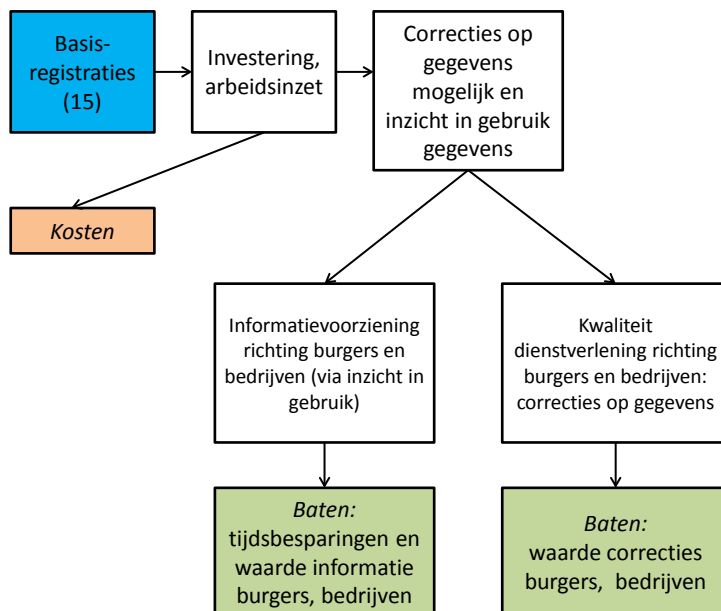 Basis-
registraties
(15)
Investering,
arbeidsinzet
Correcties op
gegevens
mogelijk en
inzicht in gebruik
gegevens
Kosten
Informatievoorziening
richting burgers en
bedrijven (via inzicht in
gebruik)
Kwaliteit
dienstverlening richting
burgers en bedrijven:
correcties op gegevens
Baten:
tijdsbesparingen en
waarde informatie
burgers, bedrijven
Baten:
waarde correcties
burgers, bedrijven